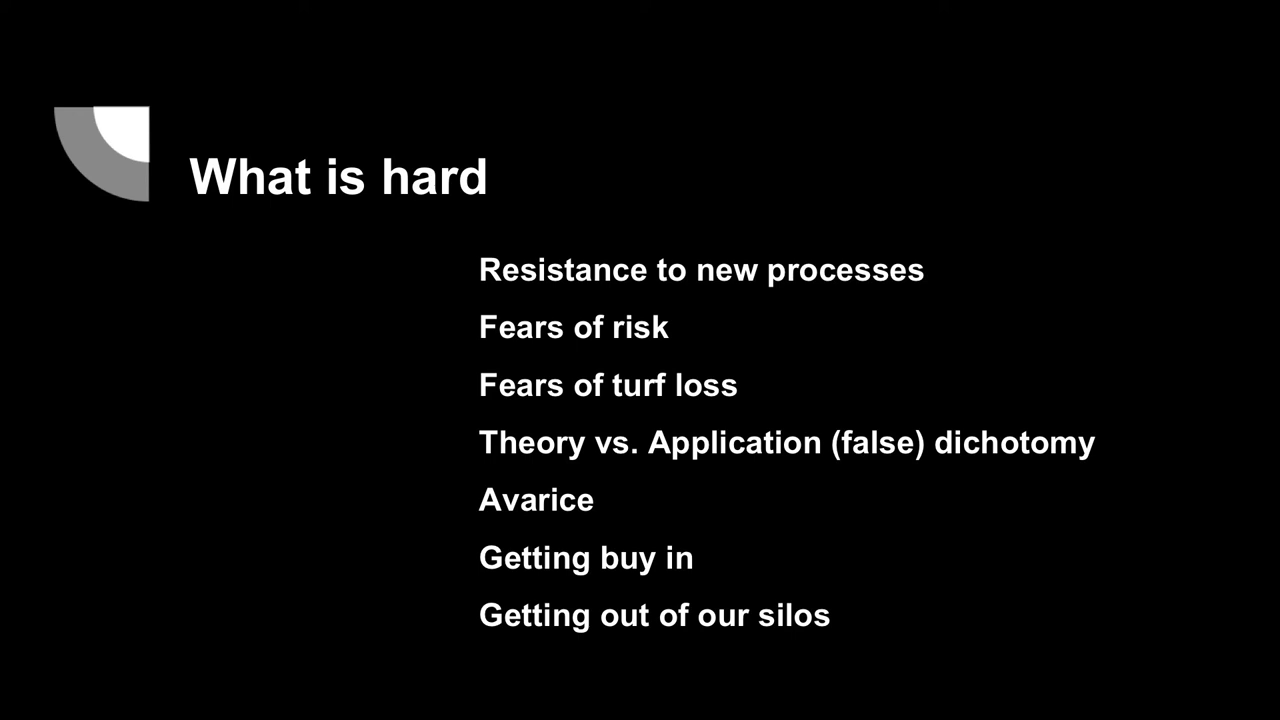 What is hard
Resistance to new processes
Fears of risk
Fears of turf loss
Theory vs. Application (false) dichotomy
Avarice
Getting buy in
Getting out of our silos